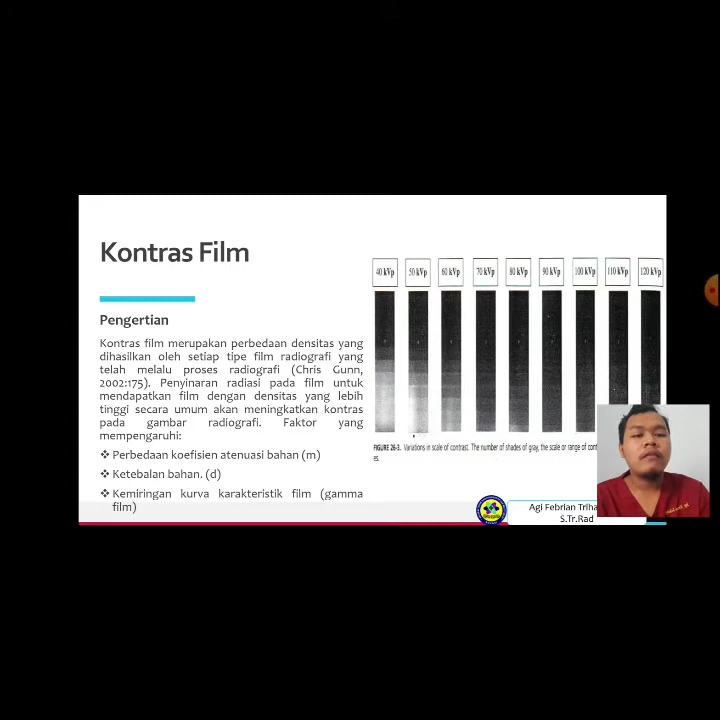 Kontras Film
Pengertian
Kontras film merupakan perbedaan densitas yang
dihasilkan oleh setiap tipe film radiografi yang
telah melalu proses radiografi (Chris Gunn,
2002:175). Penyinaran radiasi pada film untuk
mendapatkan film dengan densitas yang lebih
tinggi secara umum akan meningkatkan kontras
pada gambar radiografi. Faktor yang
mempengaruhi:
❖ Perbedaan koefisien atenuasi bahan (m)
❖ Ketebalan bahan. (d)
❖ Kemiringan kurva karakteristik film (gamma
film)
40 kVp 50 kVp 60 kVp 70 kVp 80 kVp 90 kVp 100 kVp 110 kVp 120 kVp
FIGURE 26-3. Variations in scale of contrast. The number of shades of gray, the scale or range of
es.
Agi Febrian
S.Tr.Rad